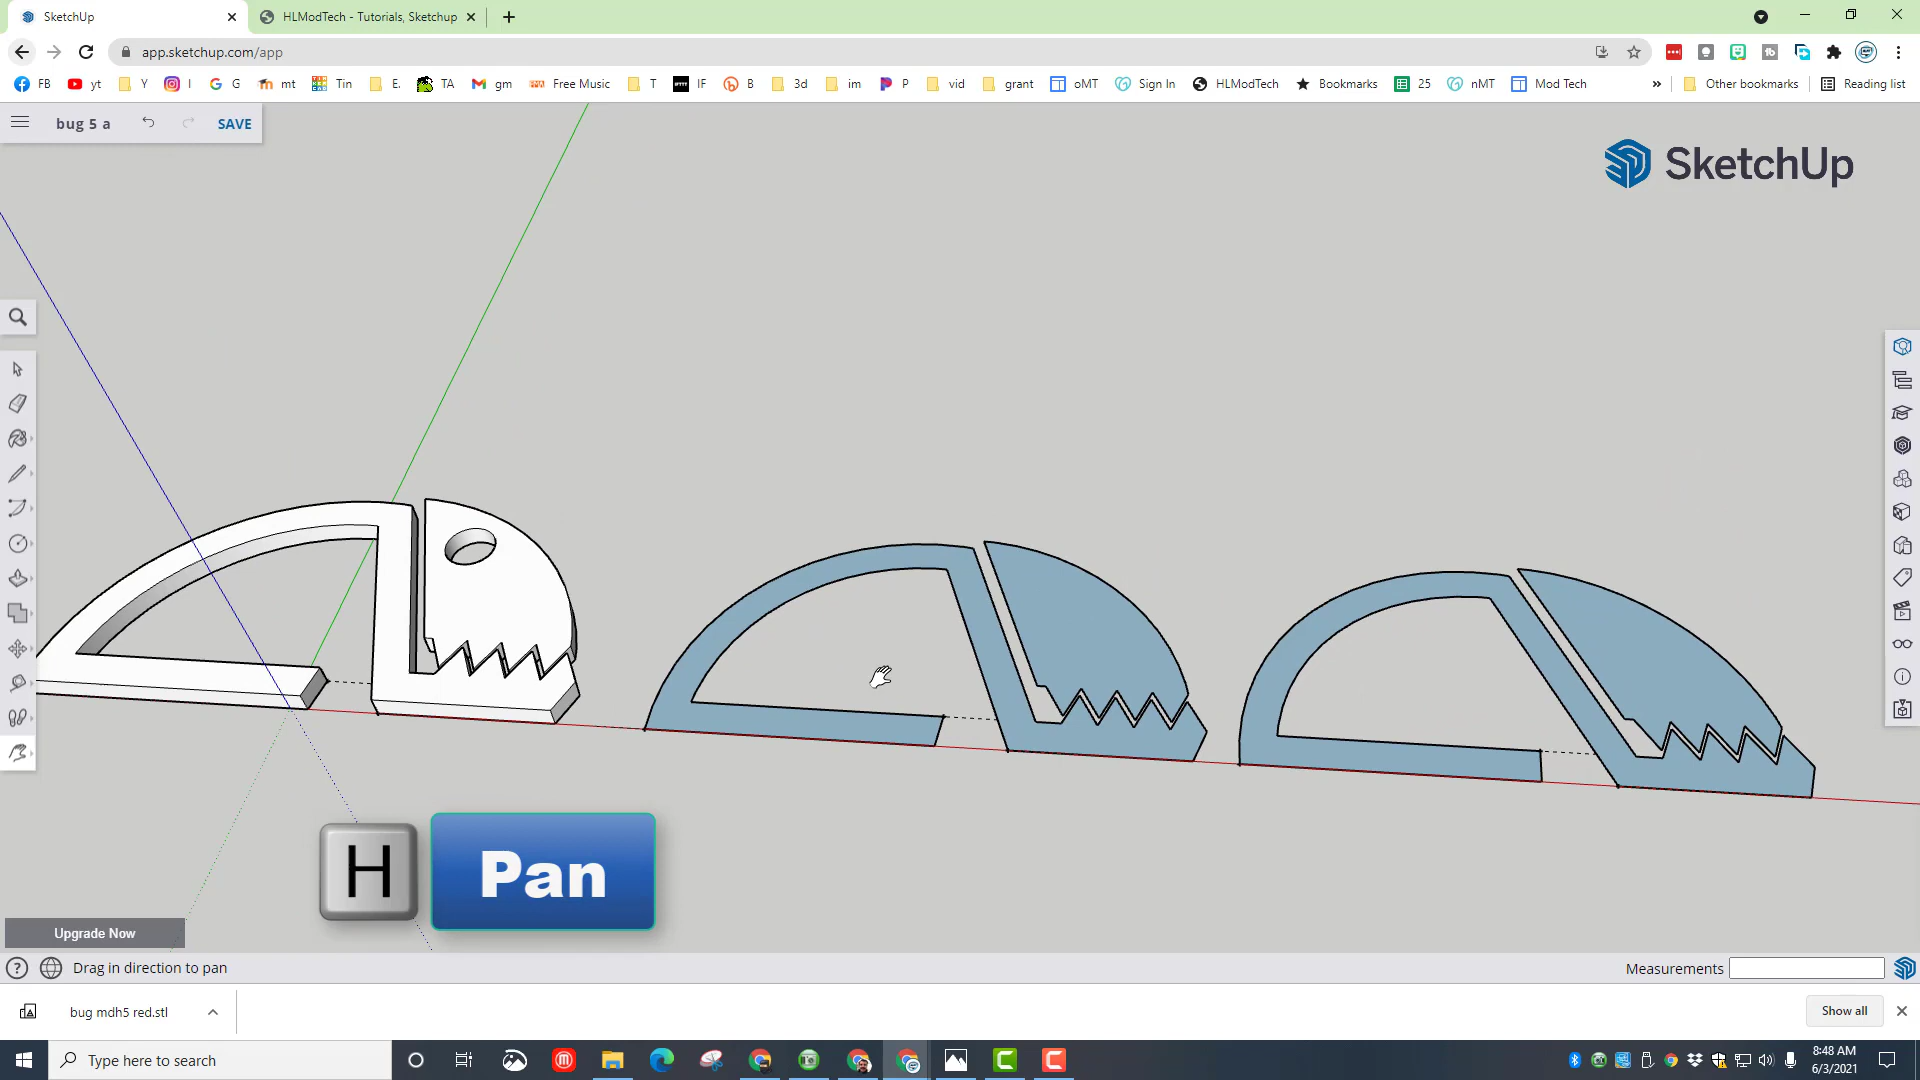 SketchUp
HLModTech - Tutorials, Sketchup
app.sketchup.com/app
FB
yt
Y
I
G
mt
Tin
E.
TA
gm
Free Music
T
IF
B
3d
im
P
vid
grant
oMT
Sign In
HLModTech
Bookmarks
25
nMT
Mod Tech
»
Other bookmarks
Reading list
bug 5 a
SAVE
SketchUp
H
Pan
Upgrade Now
Drag in direction to pan
Measurements
bug mdh5 red.stl
Show all
Type here to search
8:48 AM
6/3/2021